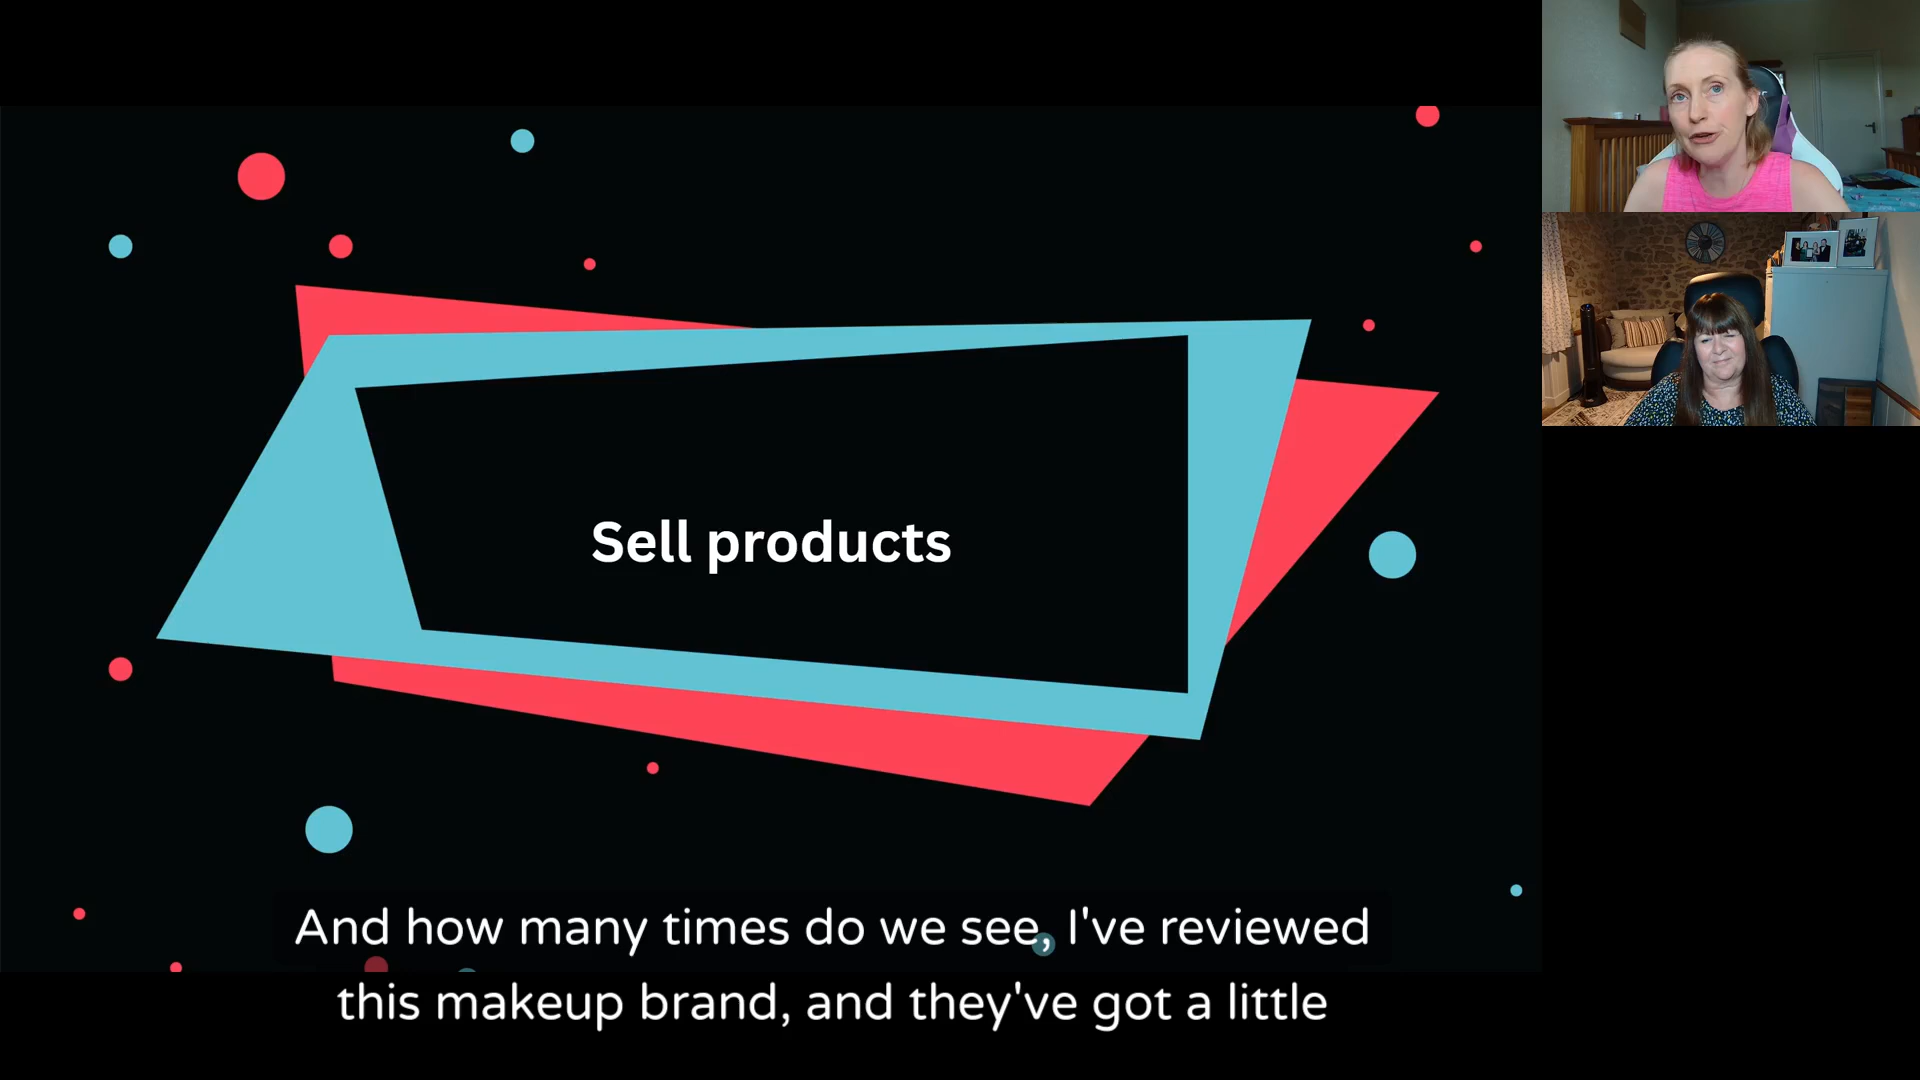 Sell products
And how many times do we see, I've reviewed
this makeup brand, and they've got a little